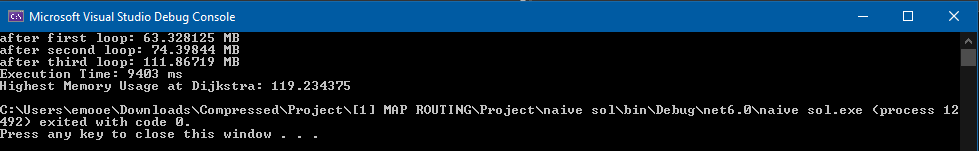 Microsoft Visual Studio Debug Console
after first loop: 63.328125 MB
after second loop: 74.39844 MB
after third loop: 111.86719 MB
Execution Time: 9403 ms
Highest Memory Usage at Dijkstra: 119.234375
C:\Users\emooe\Downloads\Compressed\Project\[1] MAP ROUTING\Project\naive sol\bin\Debug\net6.0\naive sol.exe (process 12
492) exited with code 0.
Press any key to close this window . . .